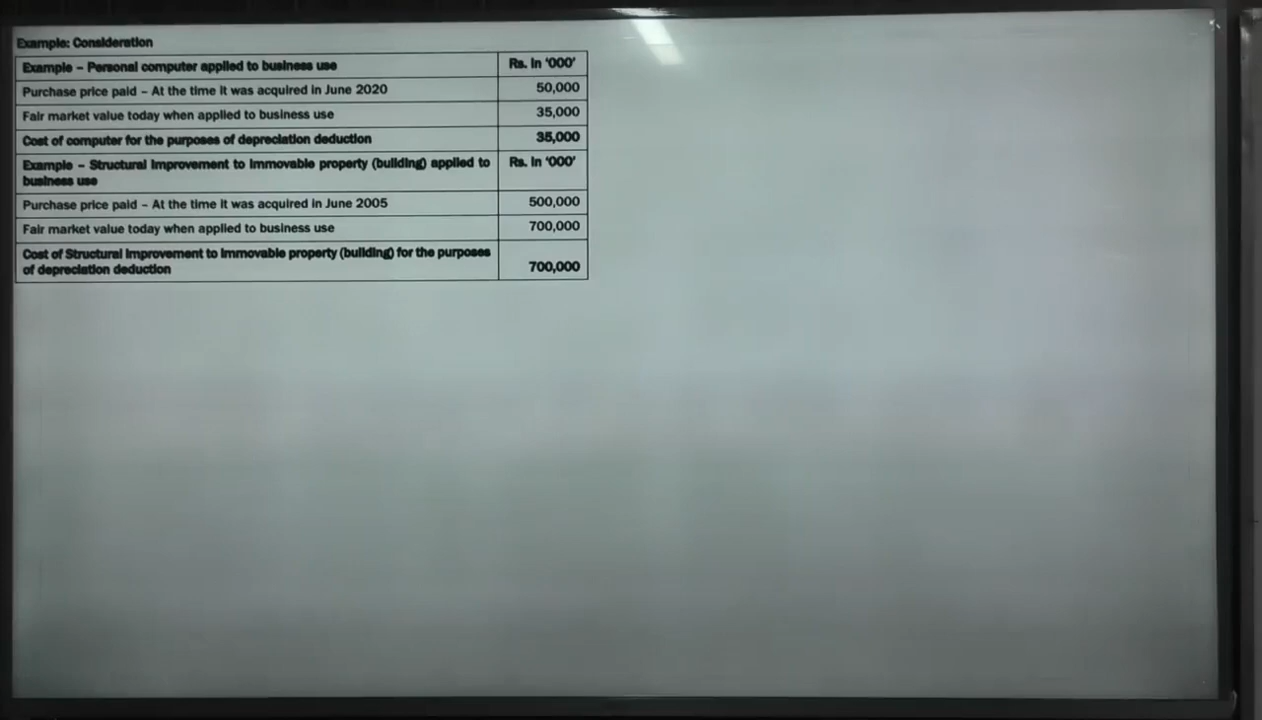 Example: Consideration
Example – Personal computer applied to business use Rs. in ‘000’
Purchase price paid – At the time it was acquired in June 2020 50,000
Fair market value today when applied to business use 35,000
Cost of computer for the purposes of depreciation deduction 35,000
Example – Structural Improvement to Immovable property (building) applied to Rs. in ‘000’
business use
Purchase price paid – At the time it was acquired in June 2005 500,000
Fair market value today when applied to business use 700,000
Cost of Structural Improvement to Immovable property (building) for the purposes
of depreciation deduction 700,000